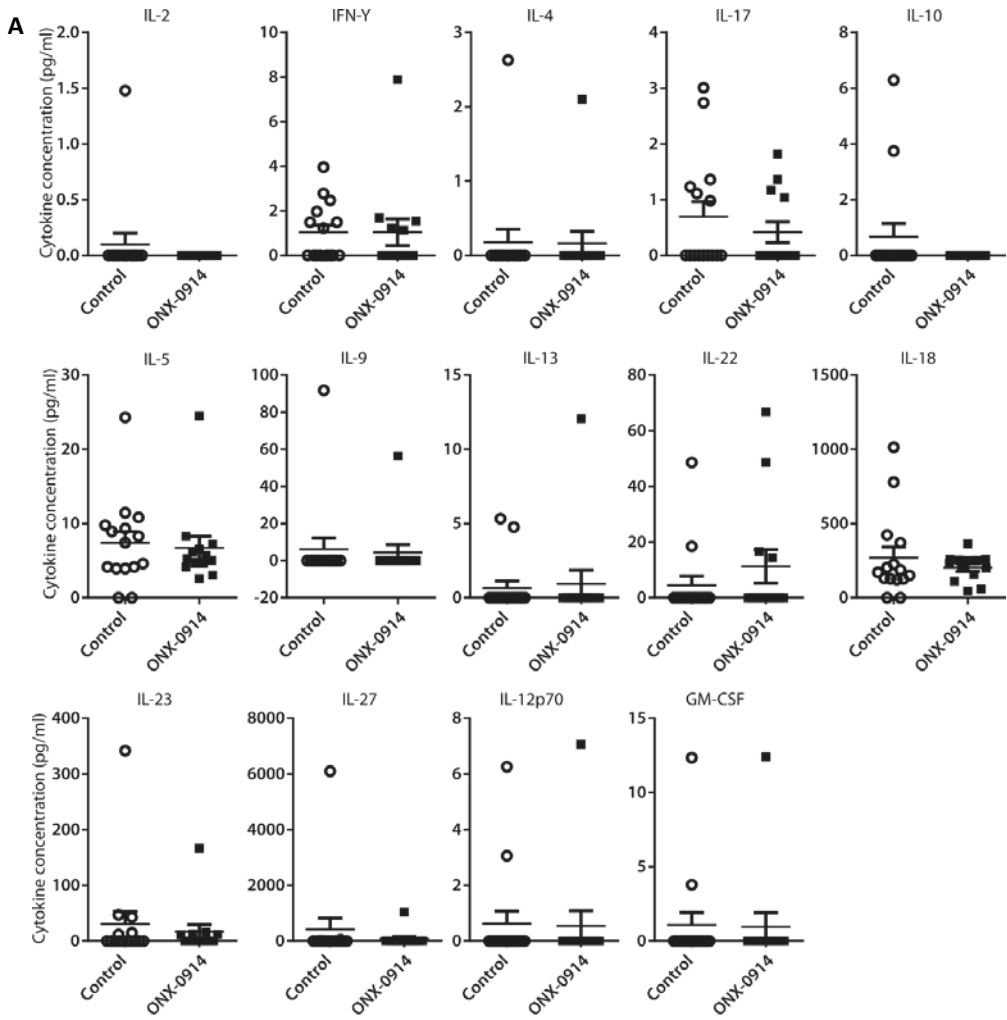 A
IL-2
IFN-Y
IL-4
IL-17
IL-10
Cytokine concentration (pg/ml)
2.0
1.5
1.0
0.5
0.0
10
8
6
4
2
0
3
2
1
0
4
3
2
1
0
8
6
4
2
0
Control
ONX-0914
Control
ONX-0914
Control
ONX-0914
Control
ONX-0914
Control
ONX-0914
IL-5
IL-9
IL-13
IL-22
IL-18
Cytokine concentration (pg/ml)
30
20
10
0
100
80
60
40
20
0
-20
15
10
5
0
80
60
40
20
0
1500
1000
500
0
Control
ONX-0914
Control
ONX-0914
Control
ONX-0914
Control
ONX-0914
Control
ONX-0914
IL-23
IL-27
IL-12p70
GM-CSF
Cytokine concentration (pg/ml)
400
300
200
100
0
8000
6000
4000
2000
0
8
6
4
2
0
15
10
5
0
Control
ONX-0914
Control
ONX-0914
Control
ONX-0914
Control
ONX-0914